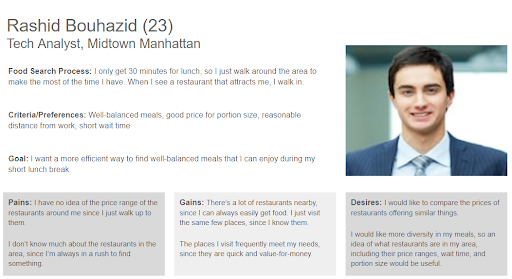 Rashid Bouhazid (23)
Tech Analyst, Midtown Manhattan
Food Search Process: I only get 30 minutes for lunch, so I just walk around the area to
make the most of the time I have. When I see a restaurant that attracts me, I walk in.
Criteria/Preferences: Well-balanced meals, good price for portion size, reasonable
distance from work, short wait time
Goal: I want a more efficient way to find well-balanced meals that I can enjoy during my
short lunch break.
Pains: I have no idea of the price range of the
restaurants around me since I just walk up to
them.
I don't know much about the restaurants in the
area, since I'm always in a rush to find
something.
Gains: There's a lot of restaurants nearby,
since I can always easily get food. I just visit
the same few places, since I know them.
The places I visit frequently meet my needs,
since they are quick and value-for-money.
Desires: I would like to compare the prices of
restaurants offering similar things.
I would like more diversity in my meals, so an
idea of what restaurants are in my area,
including their price ranges, wait time, and
portion size would be useful.